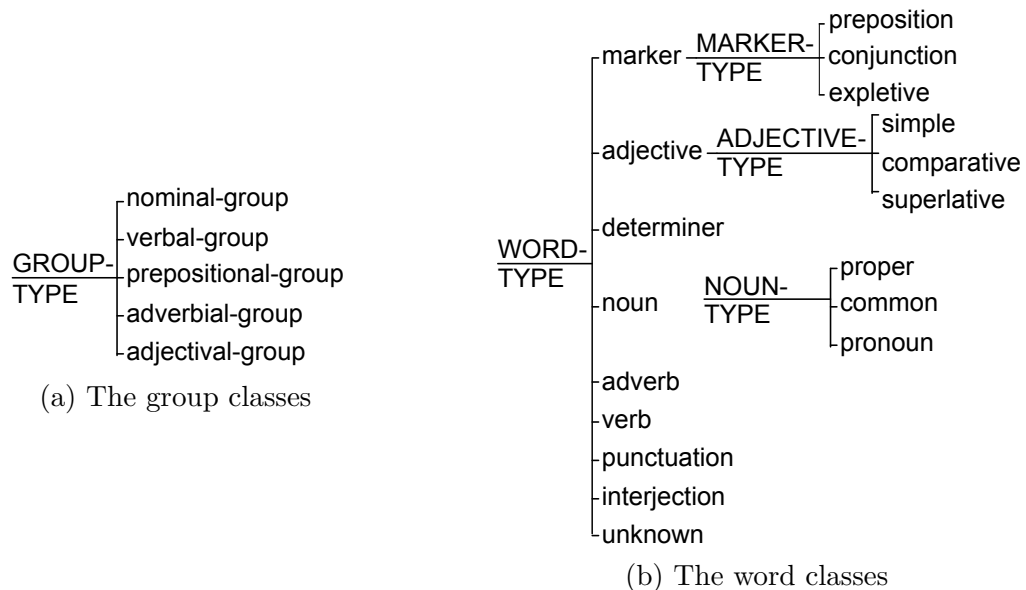 GROUP-
TYPE
nominal-group
verbal-group
prepositional-group
adverbial-group
adjectival-group
(a) The group classes
WORD-
TYPE
marker
MARKER-
TYPE
preposition
conjunction
expletive
adjective
ADJECTIVE-
TYPE
simple
comparative
superlative
determiner
noun
NOUN-
TYPE
proper
common
pronoun
adverb
verb
punctuation
interjection
unknown
(b) The word classes